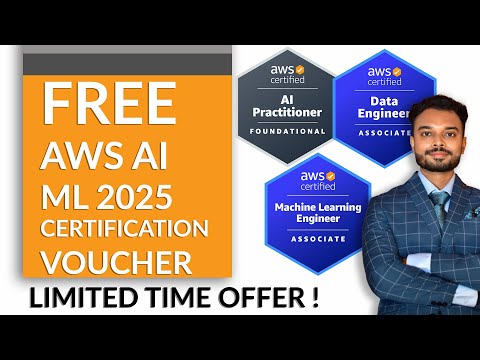 FREE
AWS AI
ML 2025
CERTIFICATION
VOUCHER
LIMITED TIME OFFER !
aws
certified
AI
Practitioner
FOUNDATIONAL
aws
certified
Data
Engineer
ASSOCIATE
aws
certified
Machine Learning
Engineer
ASSOCIATE